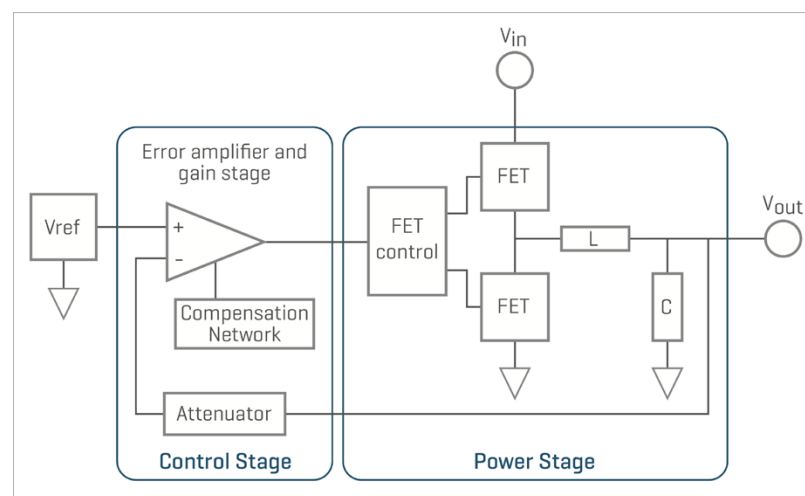 Vin
Error amplifier and
gain stage
FET
Vref
+
-
FET
control
Vout
L
Compensation
Network
FET
C
Attenuator
Control Stage
Power Stage